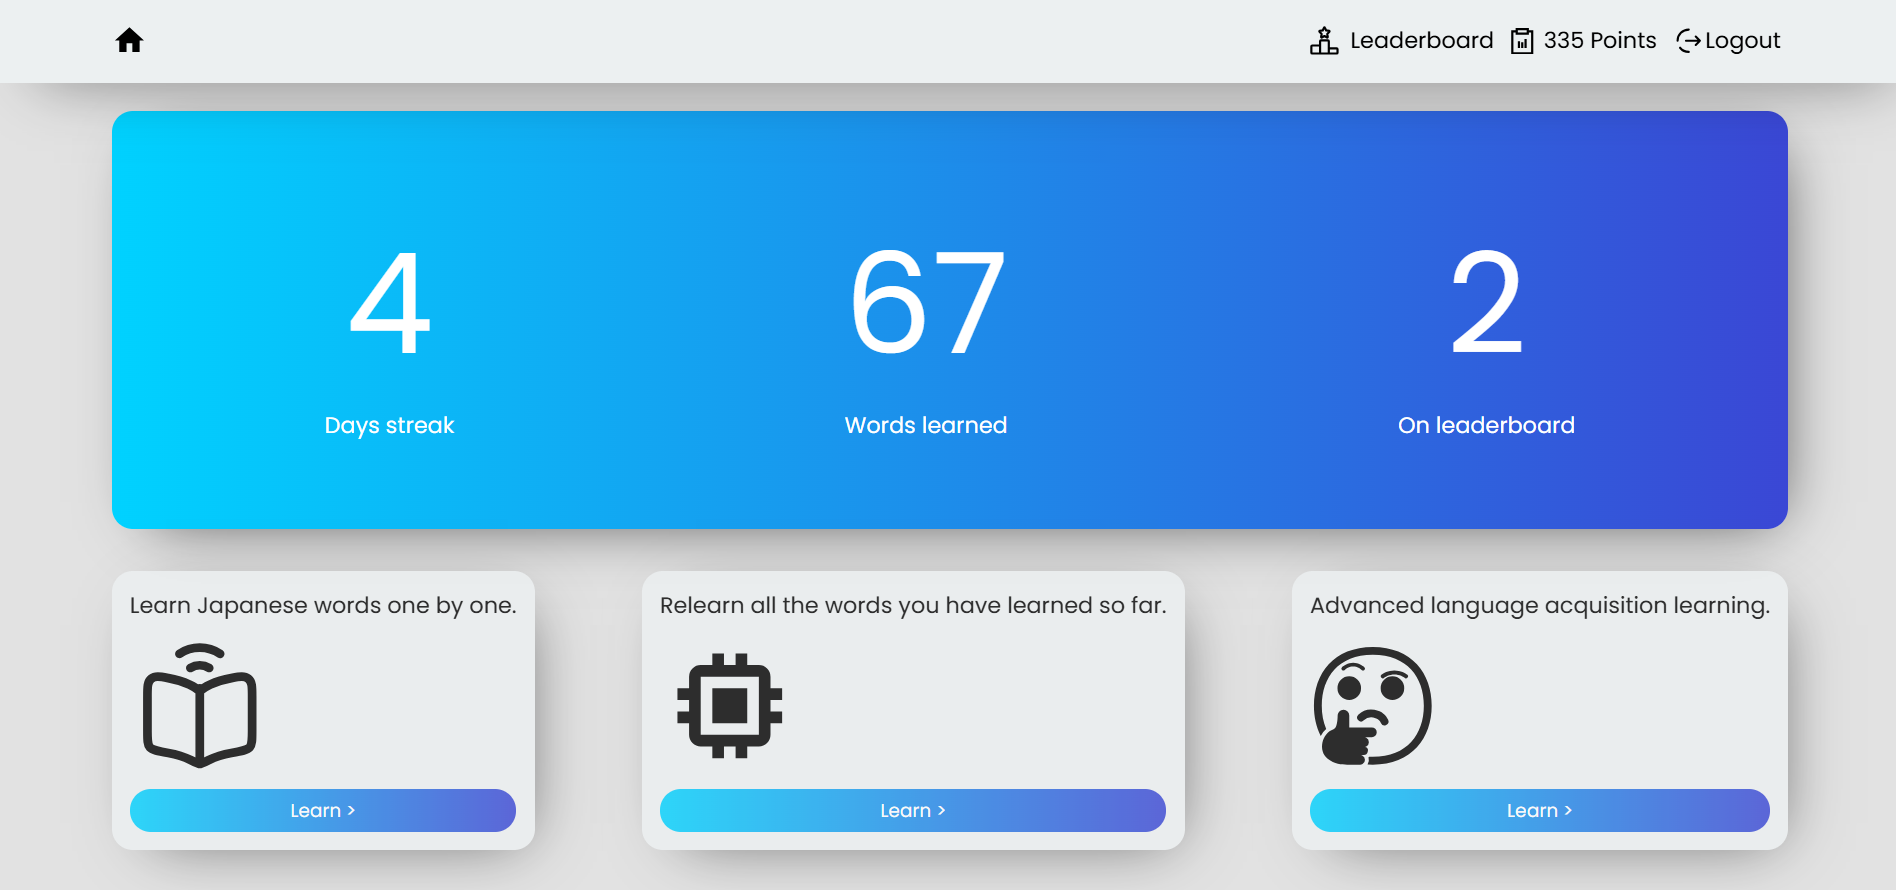 Leaderboard 335 Points Logout
4 67 2
Days streak Words learned On leaderboard
Learn Japanese words one by one. Relearn all the words you have learned so far. Advanced language acquisition learning.
Learn > Learn > Learn >